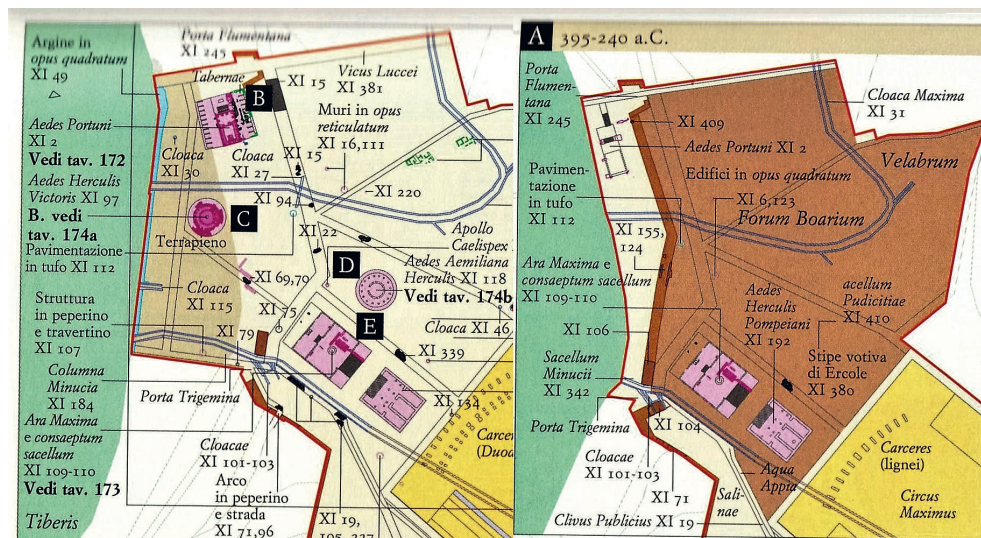 Argine in
opus quadratum
XI 49
Porta Flumentana
XI 245
Tabernae
B
XI 15
Vicus Luccei
XI 381
Muri in opus
reticulatum
XI 16,111
Aedes Portuni
XI 2
Vedi tav. 172
Cloaca
XI 30
Cloaca
XI 27
XI 15
XI 220
Aedes Herculis
Victoris XI 97
B. vedi
tav. 174a
C
XI 94
XI 22
Terrapieno
Pavimentazione
in tufo XI 112
Apollo
Caelispex
D
Aedes Aemiliana
Herculis XI 118
Vedi tav. 174b
XI 69,70
Cloaca
XI 115
XI 75
E
Cloaca XI 46
Struttura
in peperino
e travertino
XI 107
XI 79
XI 339
Columna
Minucia
XI 184
Porta Trigemina
XI 134
Ara Maxima
e consaeptum
sacellum
XI 109-110
Vedi tav. 173
Cloacae
XI 101-103
Carcer
(Duod
Arco
in peperino
e strada
XI 71,96
XI 19,
Tiberis
A
395-240 a.C.
Porta
Flumen-
tana
XI 245
Cloaca Maxima
XI 31
XI 409
Aedes Portuni XI 2
Velabrum
Edifici in opus quadratum
XI 6,123
Pavimen-
tazione
in tufo
XI 112
Forum Boarium
XI 155,
124
Ara Maxima e
consaeptum sacellum
XI 109-110
Aedes
Herculis
Pompeiani
XI 192
acellum
Pudicitiae
XI 410
XI 106
Stipe votiva
di Ercole
XI 380
Sacellum
Minucii
XI 342
Porta Trigemina
XI 104
Cloacae
XI 101-103
XI 71
Aqua
Appia
Carceres
(lignei)
Sali-
nae
Circus
Maximus
Clivus Publicius XI 19